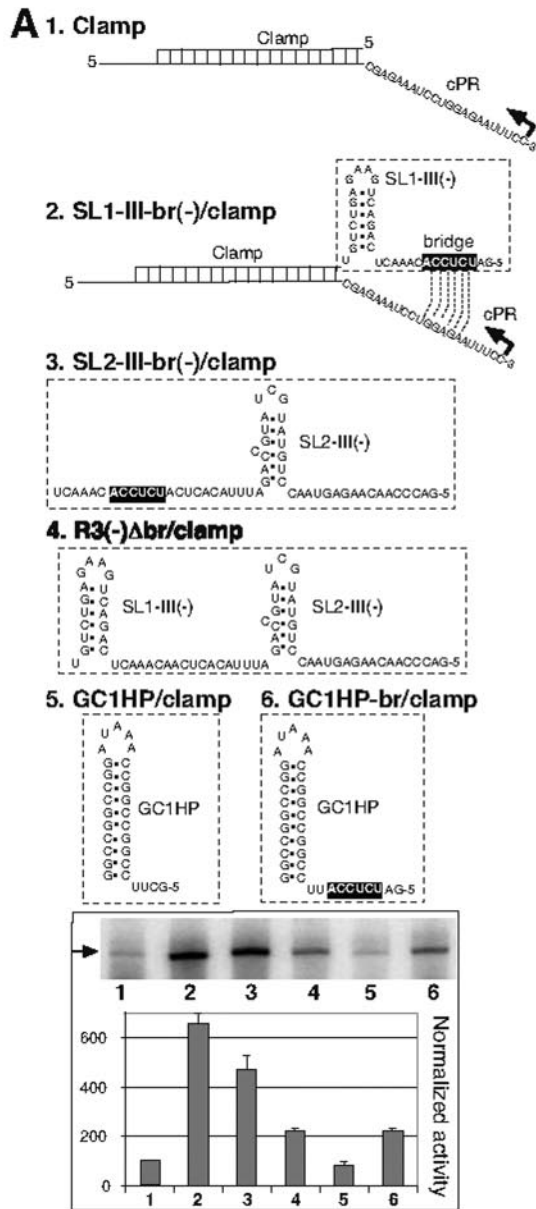 A 1. Clamp
Clamp
5
5
CGAGAAAUCCUGGAGAAUUUCC-3
cPR
2. SL1-III-br(-)/clamp
SL1-III(-)
bridge
U
UCAAACACCUCUAG-5
Clamp
5
CGAGAAAUCCUGGAGAAUUUCC-3
cPR
3. SL2-III-br(-)/clamp
SL2-III(-)
UCAAAC ACCUCU ACUCACAUUUA
CAAUGAGAACAACCCAG-5
4. R3(-)Δbr/clamp
SL1-III(-)
SL2-III(-)
U
UCAAACAACUCACAUUUA
CAAUGAGAACAACCCAG-5
5. GC1HP/clamp
6. GC1HP-br/clamp
GC1HP
GC1HP
UUCG-5
UU ACCUCU AG-5
1 2 3 4 5 6
600
400
200
0
Normalized activity
1 2 3 4 5 6